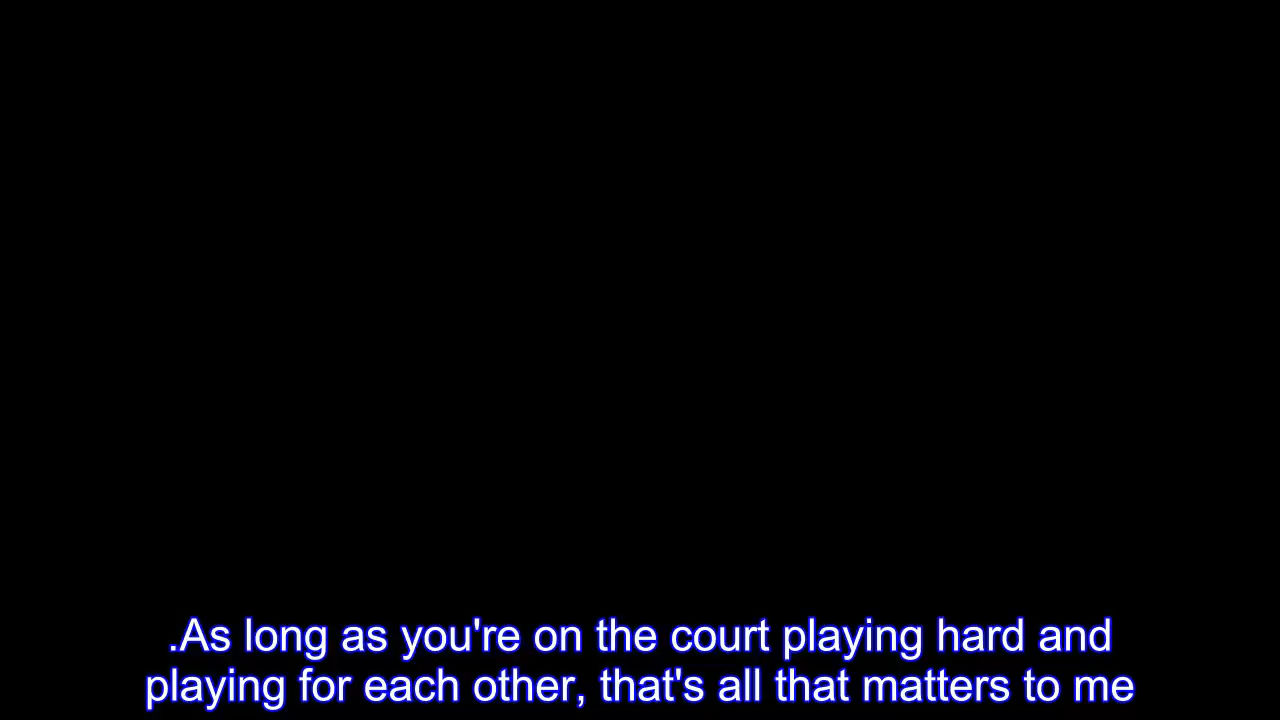 .As long as you're on the court playing hard and
playing for each other, that's all that matters to me